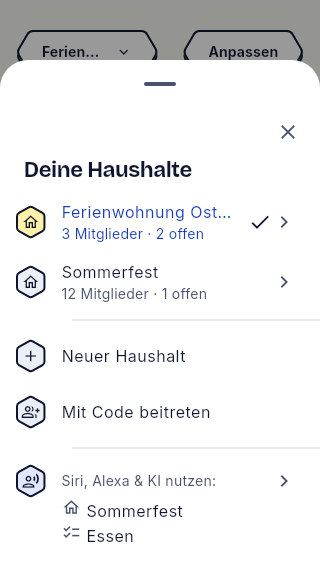 Ferien...
Anpassen
Deine Haushalte
Ferienwohnung Ost...
3 Mitglieder · 2 offen
Sommerfest
12 Mitglieder · 1 offen
Neuer Haushalt
Mit Code beitreten
Siri, Alexa & KI nutzen:
Sommerfest
Essen